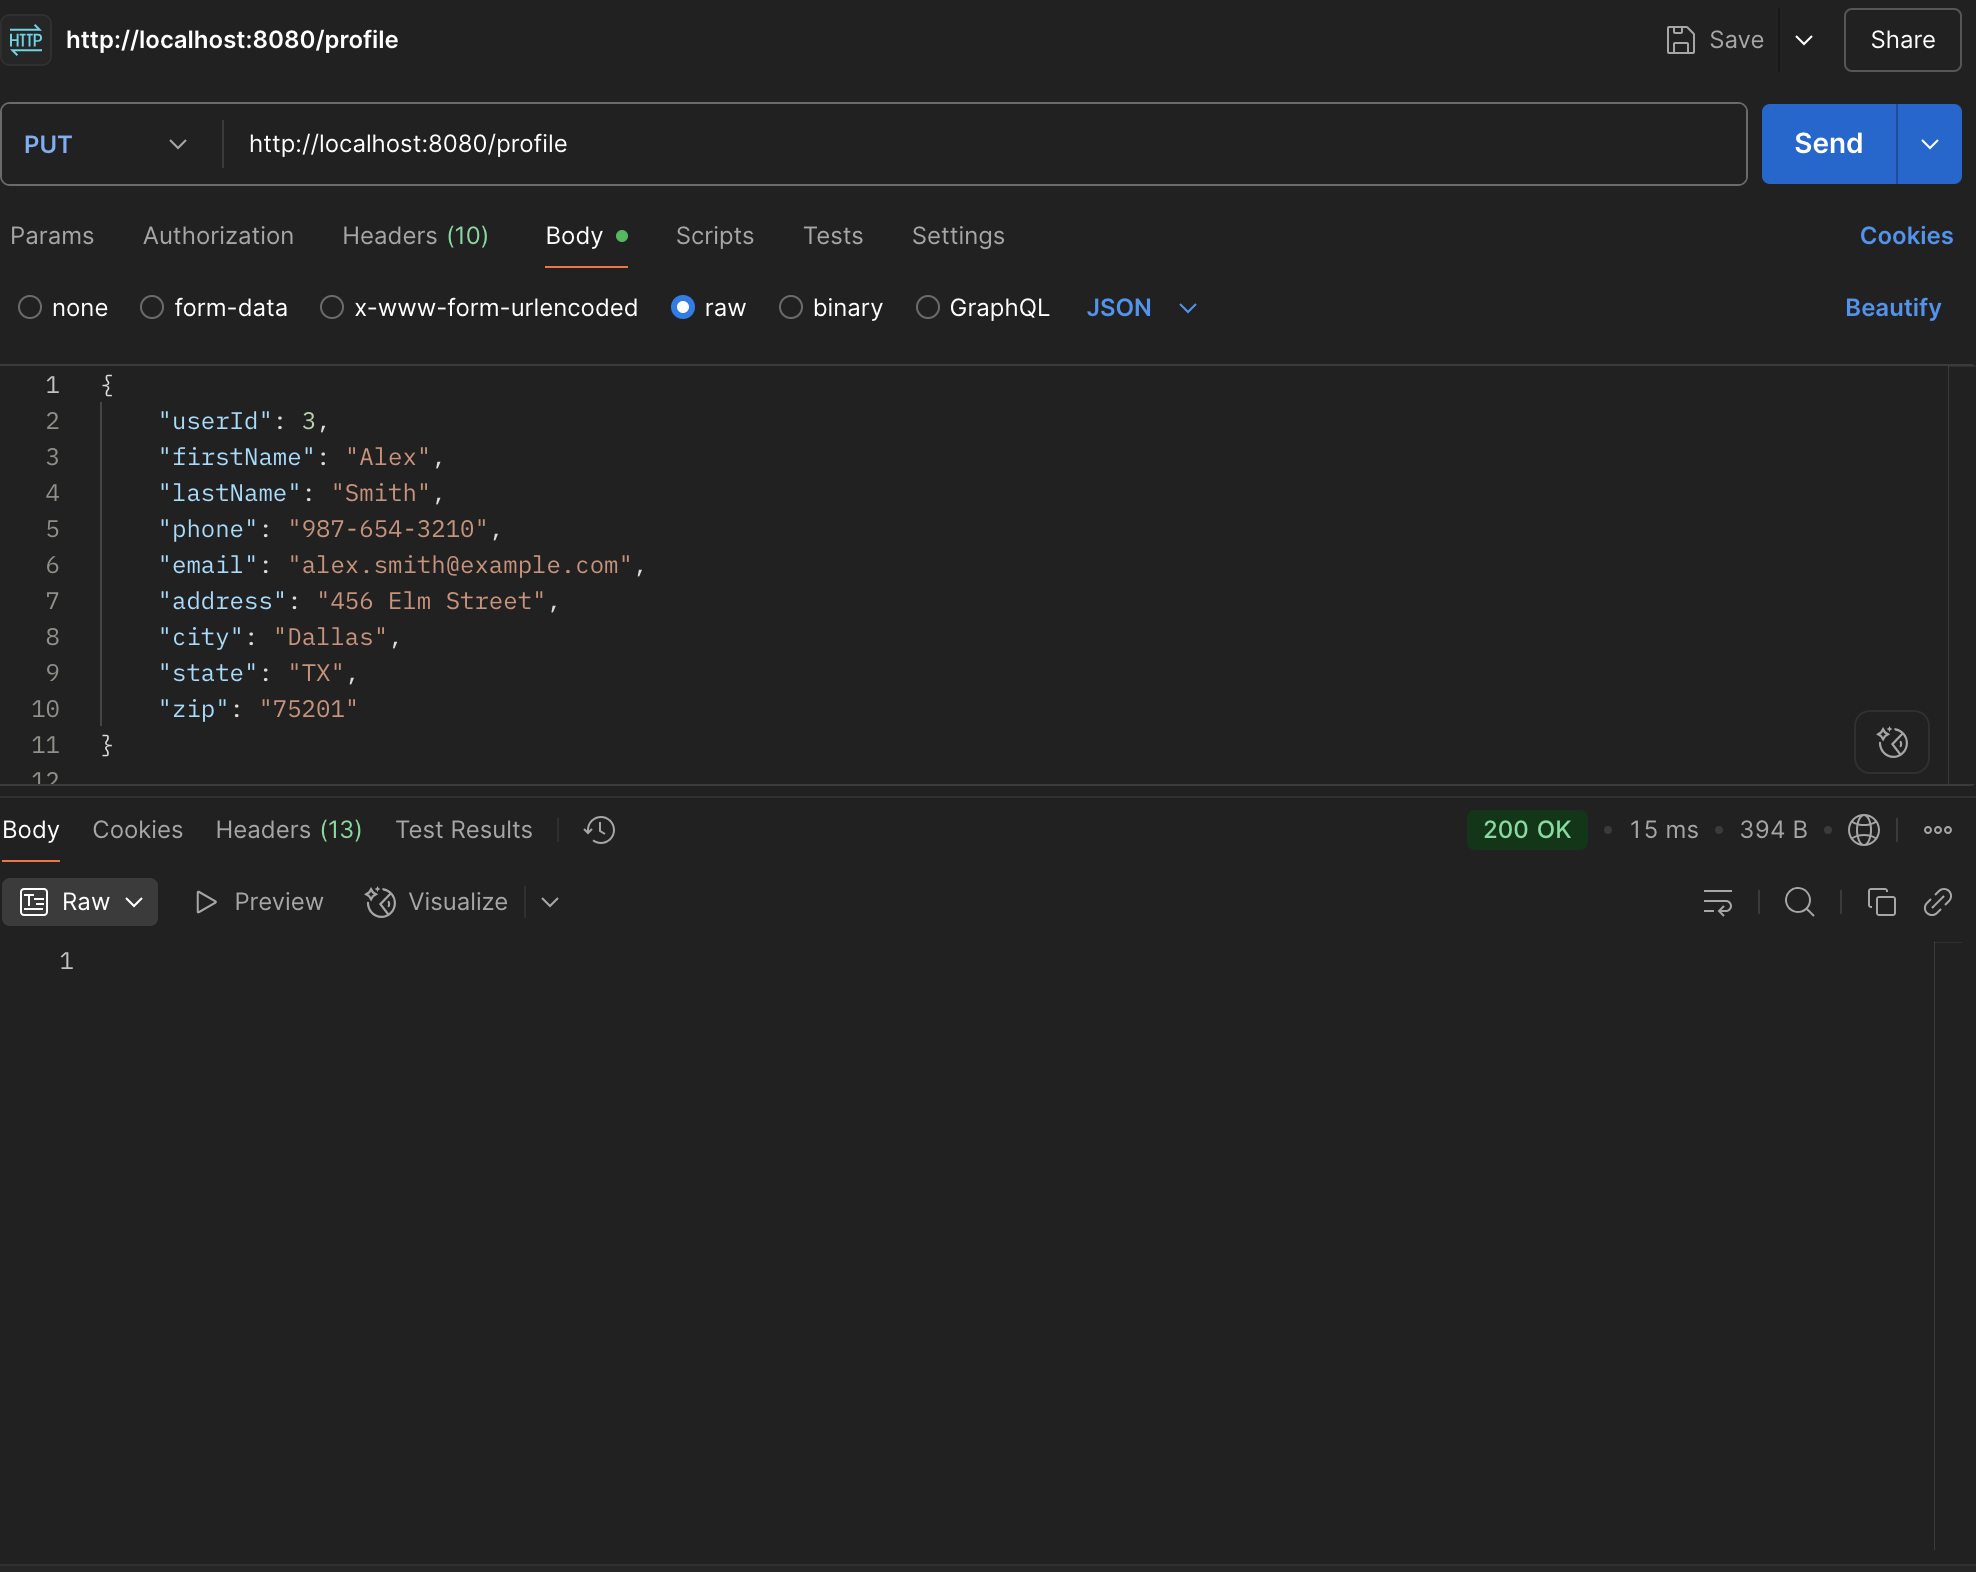 HTTP http://localhost:8080/profile Save Share
PUT http://localhost:8080/profile Send
Params Authorization Headers (10) Body Scripts Tests Settings Cookies
none form-data x-www-form-urlencoded raw binary GraphQL JSON Beautify
1 {
2 "userId": 3,
3 "firstName": "Alex",
4 "lastName": "Smith",
5 "phone": "987-654-3210",
6 "email": "alex.smith@example.com",
7 "address": "456 Elm Street",
8 "city": "Dallas",
9 "state": "TX",
10 "zip": "75201"
11 }
12
Body Cookies Headers (13) Test Results 200 OK • 15 ms • 394 B •
Raw Preview Visualize
1